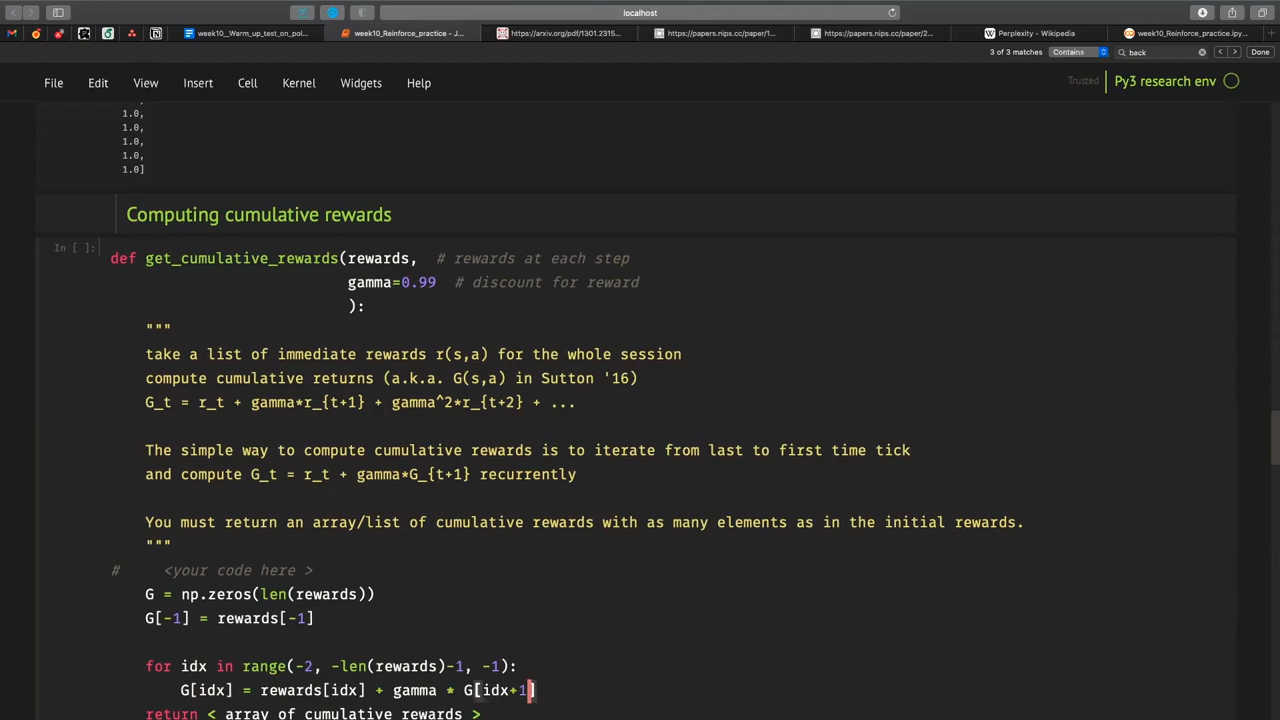 localhost
week10__Warm_up_test_on_pol...
week10_Reinforce_practice - J...
https://arxiv.org/pdf/1301.2315...
https://papers.nips.cc/paper/1...
https://papers.nips.cc/paper/2...
Perplexity - Wikipedia
week10_Reinforce_practice.ipy...
3 of 3 matches
Contains
back
Done
File Edit View Insert Cell Kernel Widgets Help
Trusted
Py3 research env
1.0,
1.0,
1.0,
1.0,
1.0]
Computing cumulative rewards
In [ ]:
def get_cumulative_rewards(rewards,  # rewards at each step
gamma=0.99  # discount for reward
):
"""
take a list of immediate rewards r(s,a) for the whole session
compute cumulative returns (a.k.a. G(s,a) in Sutton '16)
G_t = r_t + gamma*r_{t+1} + gamma^2*r_{t+2} + ...
The simple way to compute cumulative rewards is to iterate from last to first time tick
and compute G_t = r_t + gamma*G_{t+1} recurrently
You must return an array/list of cumulative rewards with as many elements as in the initial rewards.
"""
#     <your code here >
G = np.zeros(len(rewards))
G[-1] = rewards[-1]
for idx in range(-2, -len(rewards)-1, -1):
G[idx] = rewards[idx] + gamma * G[idx+1]
return < array of cumulative rewards >